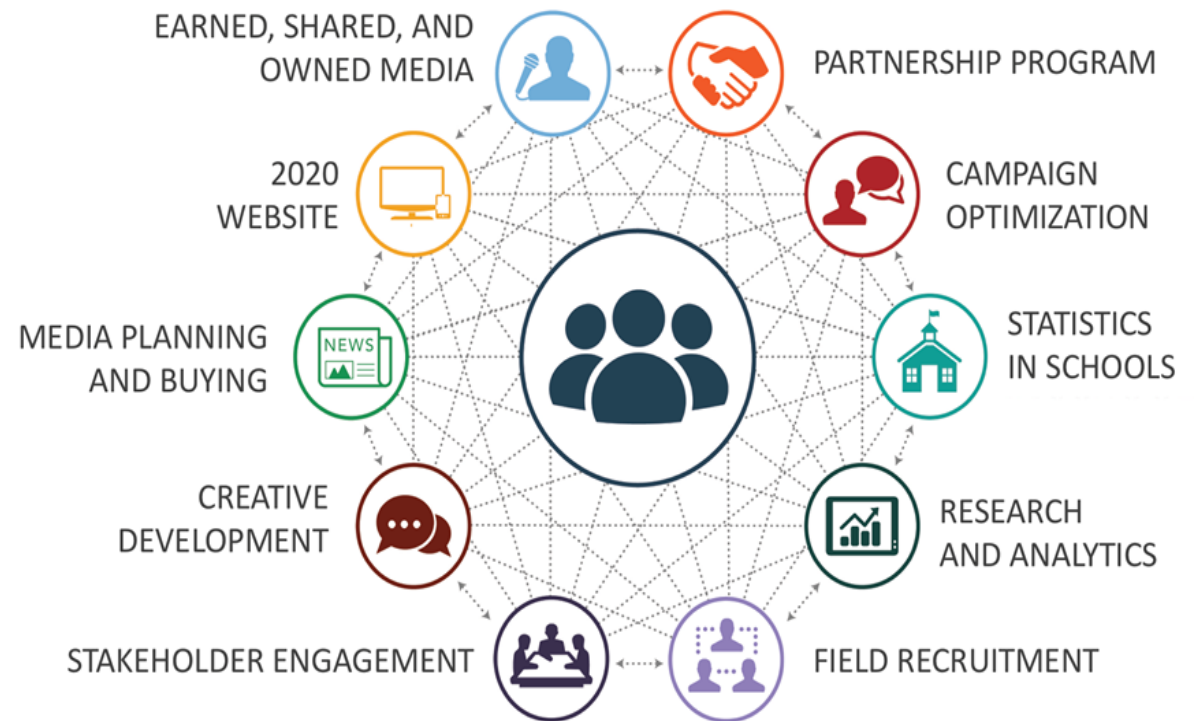 EARNED, SHARED, AND
OWNED MEDIA
PARTNERSHIP PROGRAM
2020
WEBSITE
CAMPAIGN
OPTIMIZATION
MEDIA PLANNING
AND BUYING
NEWS
STATISTICS
IN SCHOOLS
CREATIVE
DEVELOPMENT
RESEARCH
AND ANALYTICS
STAKEHOLDER ENGAGEMENT
FIELD RECRUITMENT